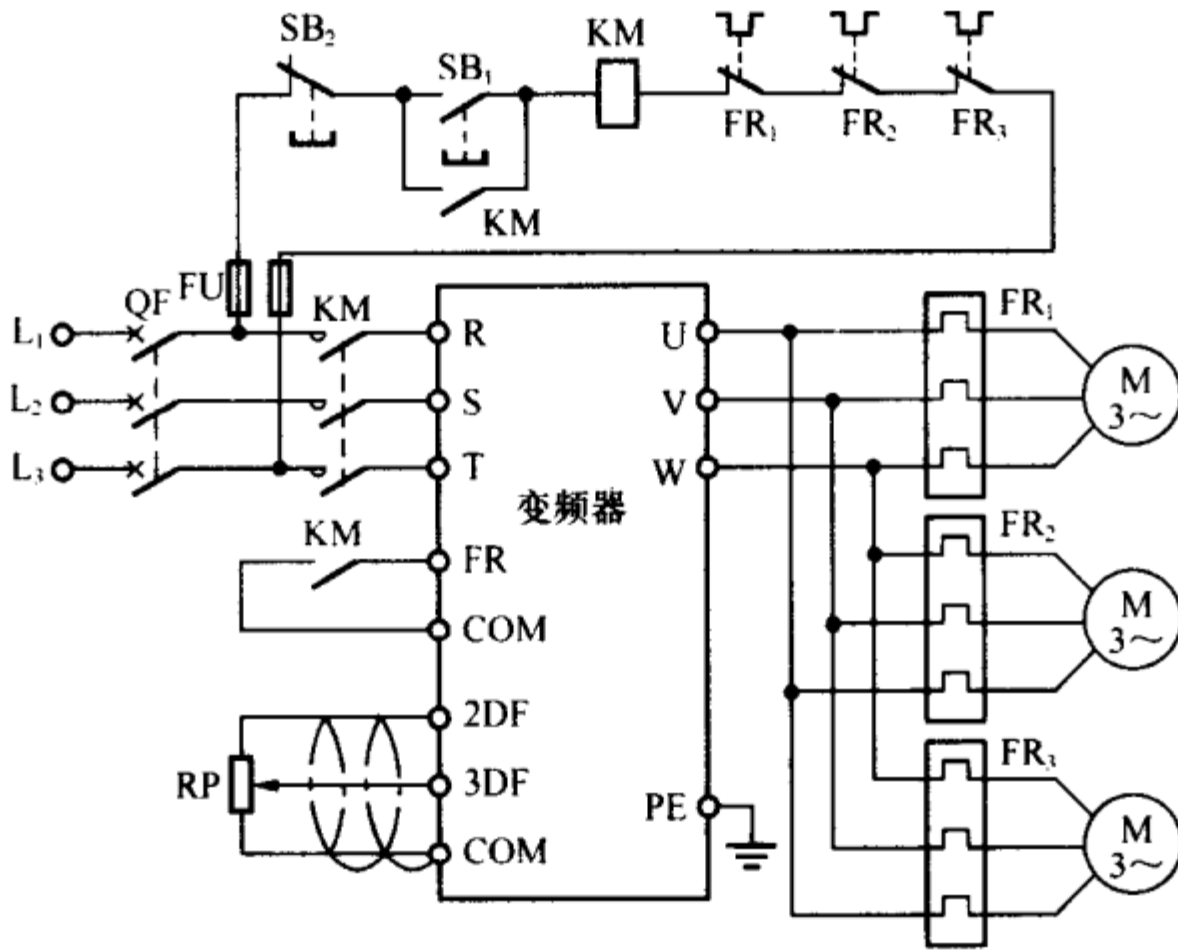 SB₂
SB₁
KM
FR₁ FR₂ FR₃
KM
FU
QF
KM
L₁
L₂
L₃
R
S
T
KM
FR
COM
2DF
RP
3DF
COM
变频器
U
V
W
PE
FR₁
M
3～
FR₂
M
3～
FR₃
M
3～